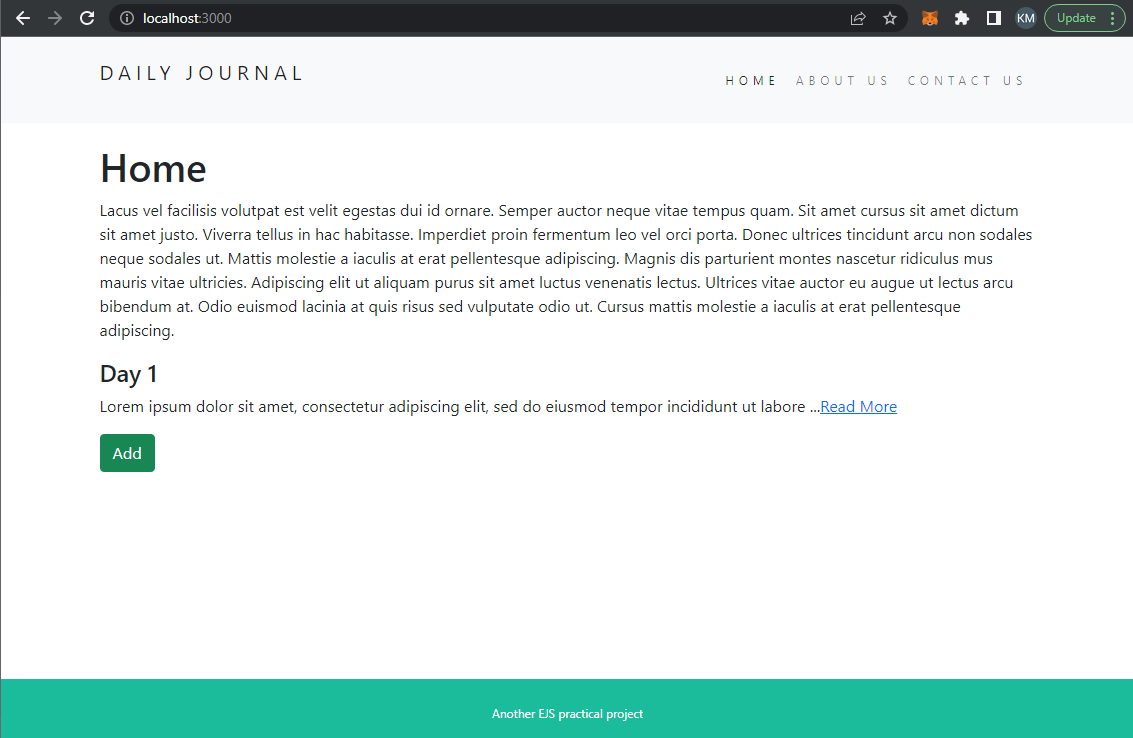 localhost:3000
KM
Update
DAILY JOURNAL
HOME ABOUT US CONTACT US
Home
Lacus vel facilisis volutpat est velit egestas dui id ornare. Semper auctor neque vitae tempus quam. Sit amet cursus sit amet dictum
sit amet justo. Viverra tellus in hac habitasse. Imperdiet proin fermentum leo vel orci porta. Donec ultrices tincidunt arcu non sodales
neque sodales ut. Mattis molestie a iaculis at erat pellentesque adipiscing. Magnis dis parturient montes nascetur ridiculus mus
mauris vitae ultricies. Adipiscing elit ut aliquam purus sit amet luctus venenatis lectus. Ultrices vitae auctor eu augue ut lectus arcu
bibendum at. Odio euismod lacinia at quis risus sed vulputate odio ut. Cursus mattis molestie a iaculis at erat pellentesque
adipiscing.
Day 1
Lorem ipsum dolor sit amet, consectetur adipiscing elit, sed do eiusmod tempor incididunt ut labore ...Read More
Add
Another EJS practical project